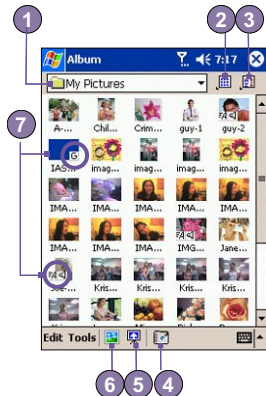 1
2
3
Album 7:17
My Pictures
7
A-... Chil... Crim... guy-1 guy-2
G
IAS... imag... imag... imag... imag...
IMA... IMA... IMA... IMA... IMA...
IMA... IMA... IMA... IMG... Jane...
Joe-... Kris... Kris... Kris... Kris...
Edit Tools
6
5
4